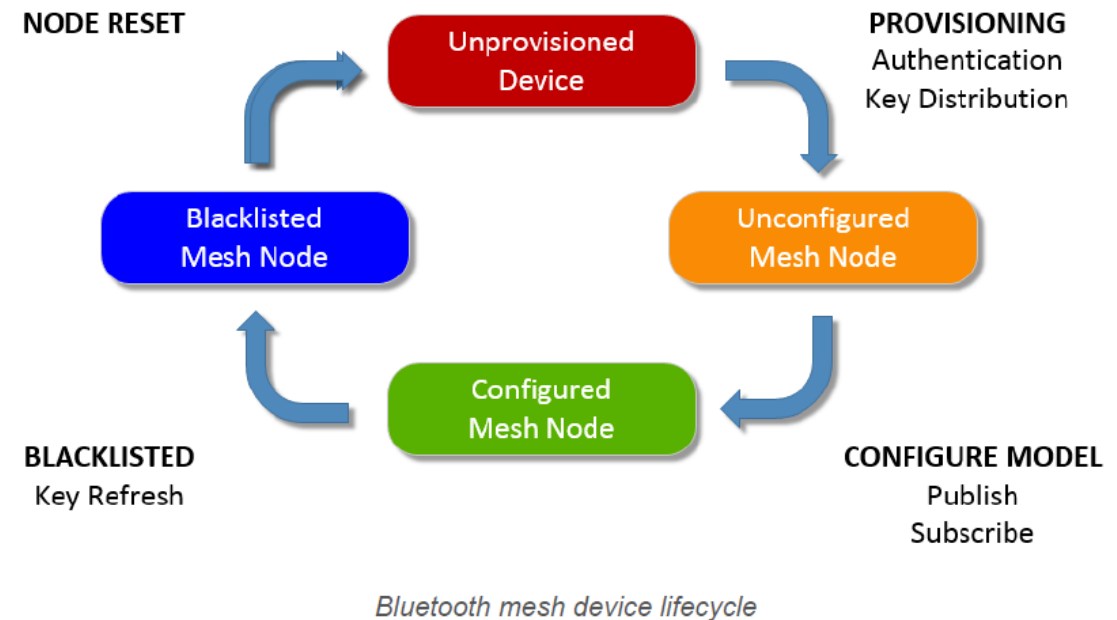 NODE RESET
Unprovisioned
Device
PROVISIONING
Authentication
Key Distribution
Blacklisted
Mesh Node
Unconfigured
Mesh Node
Configured
Mesh Node
BLACKLISTED
Key Refresh
CONFIGURE MODEL
Publish
Subscribe
Bluetooth mesh device lifecycle